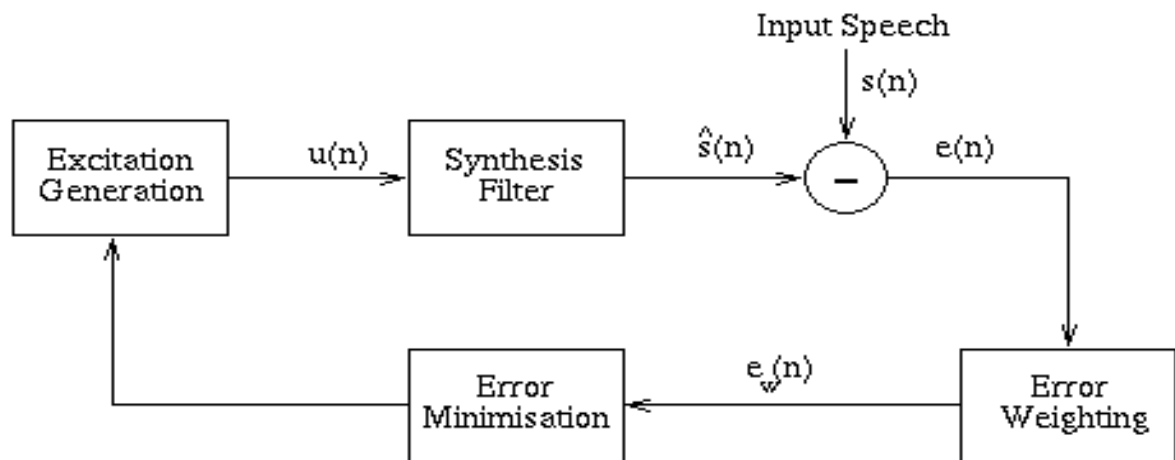 Input Speech
s(n)
Excitation
Generation
u(n)
Synthesis
Filter
ŝ(n)
-
e(n)
Error
Minimisation
e_w(n)
Error
Weighting